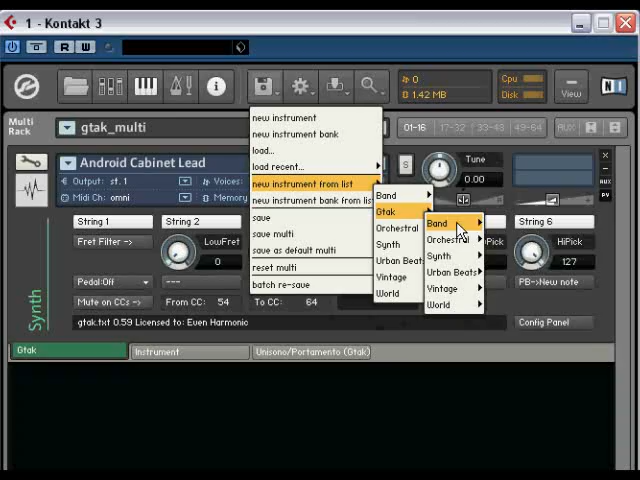 1 - Kontakt 3
R W
i
0
1.42 MB
Cpu
Disk
View
NI
Multi
Rack
gtak_multi
01-16 17-32 33-48 49-64
AUX
Android Cabinet Lead
Output: st. 1
Voices:
Midi Ch: omni
S
Tune
0.00
AUX
PV
new instrument
new instrument bank
load...
load recent...
new instrument from list
new instrument bank from list
save
save multi
save as default multi
reset multi
batch re-save
Band
Gtak
Orchestral
Synth
Urban Beats
Vintage
World
Band
Orchestral
Synth
Urban Beats
Vintage
World
String 1
String 2
String 6
Fret Filter ->
LowFret
0
HiPick
127
Pedal:Off
PB->New note
Mute on CCs ->
From CC: 54
To CC: 64
Synth
gtak.txt 0.59 Licensed to: Even Harmonic
Config Panel
Gtak
Instrument
Unisono/Portamento (Gtak)